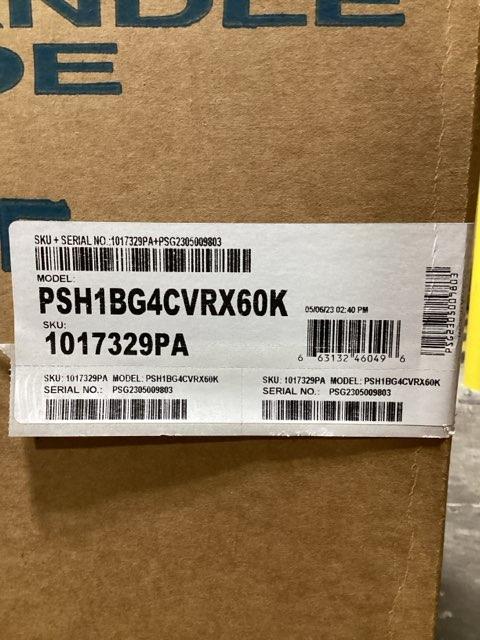 NDLE
DE
SKU + SERIAL NO.:1017329PA+PSG2305009803
MODEL:
PSH1BG4CVRX60K
05/06/23 02:40 PM
SKU:
1017329PA
6 63132 46049 6
PSG2305009803
SKU: 1017329PA MODEL: PSH1BG4CVRX60K
SERIAL NO.: PSG2305009803
SKU: 1017329PA MODEL: PSH1BG4CVRX60K
SERIAL NO.: PSG2305009803